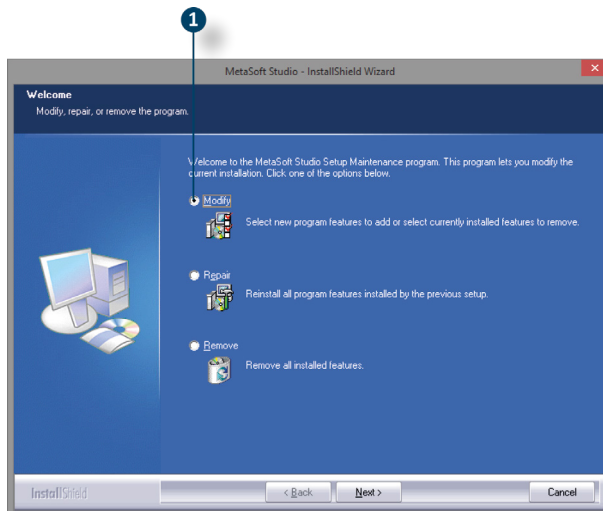 1
MetaSoft Studio - InstallShield Wizard
Welcome
Modify, repair, or remove the program.
Welcome to the MetaSoft Studio Setup Maintenance program. This program lets you modify the
current installation. Click one of the options below.
Modify
Select new program features to add or select currently installed features to remove.
Repair
Reinstall all program features installed by the previous setup.
Remove
Remove all installed features.
InstallShield
< Back
Next >
Cancel